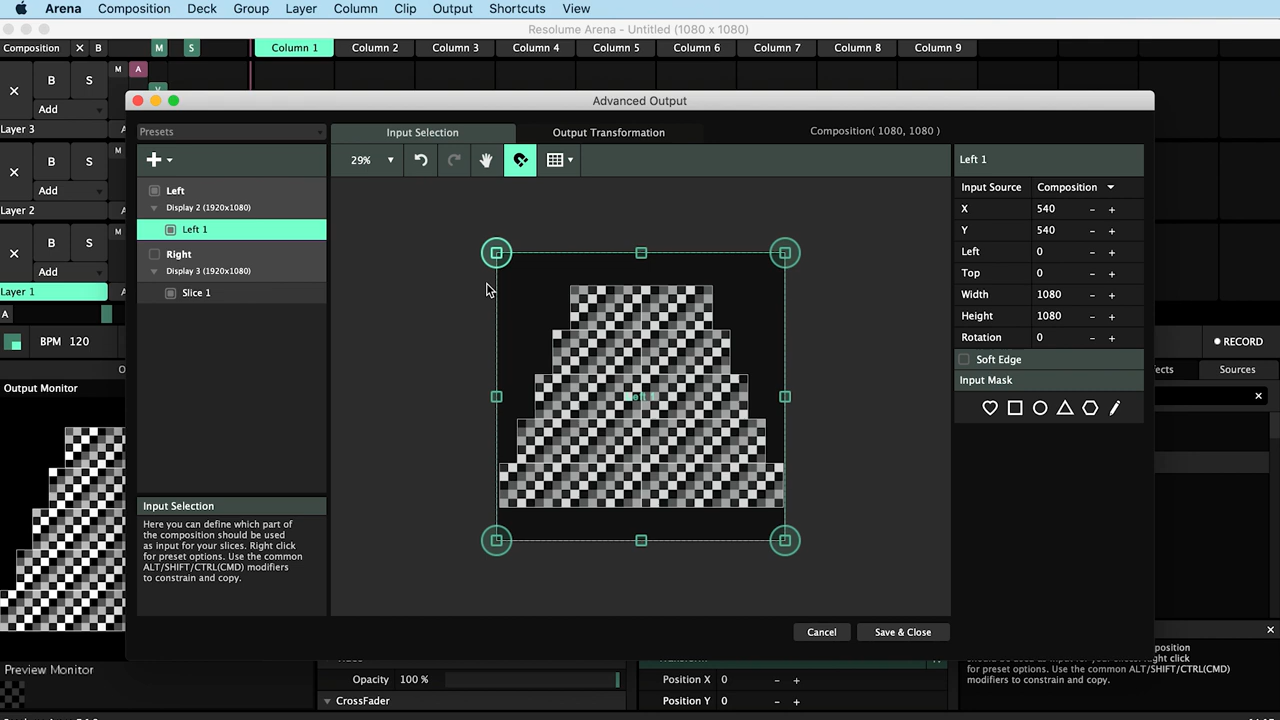 Arena Composition Deck Group Layer Column Clip Output Shortcuts View
Resolume Arena - Untitled (1080 x 1080)
Composition B M S Column 1 Column 2 Column 3 Column 4 Column 5 Column 6 Column 7 Column 8 Column 9
B S M A
Add
Layer 3
Advanced Output
Presets
Input Selection Output Transformation Composition( 1080, 1080 )
29%
Left 1
B S M
Add
Layer 2
Left
Display 2 (1920x1080)
Left 1
Right
Display 3 (1920x1080)
Slice 1
Input Source Composition
X 540 - +
Y 540 - +
Left 0 - +
Top 0 - +
Width 1080 - +
Height 1080 - +
Rotation 0 - +
Soft Edge
Input Mask
B S M
Add
Layer 1
A
BPM 120
RECORD
Sources
Output Monitor
Left 1
Input Selection
Here you can define which part of
the composition should be used
as input for your slices. Right click
for preset options. Use the common
ALT/SHIFT/CTRL(CMD) modifiers
to constrain and copy.
Cancel Save & Close
Preview Monitor
Opacity 100 %
CrossFader
Position X 0 - +
Position Y 0 - +
for preset options. Use the common
ALT/SHIFT/CTRL(CMD)
modifiers to constrain and copy.